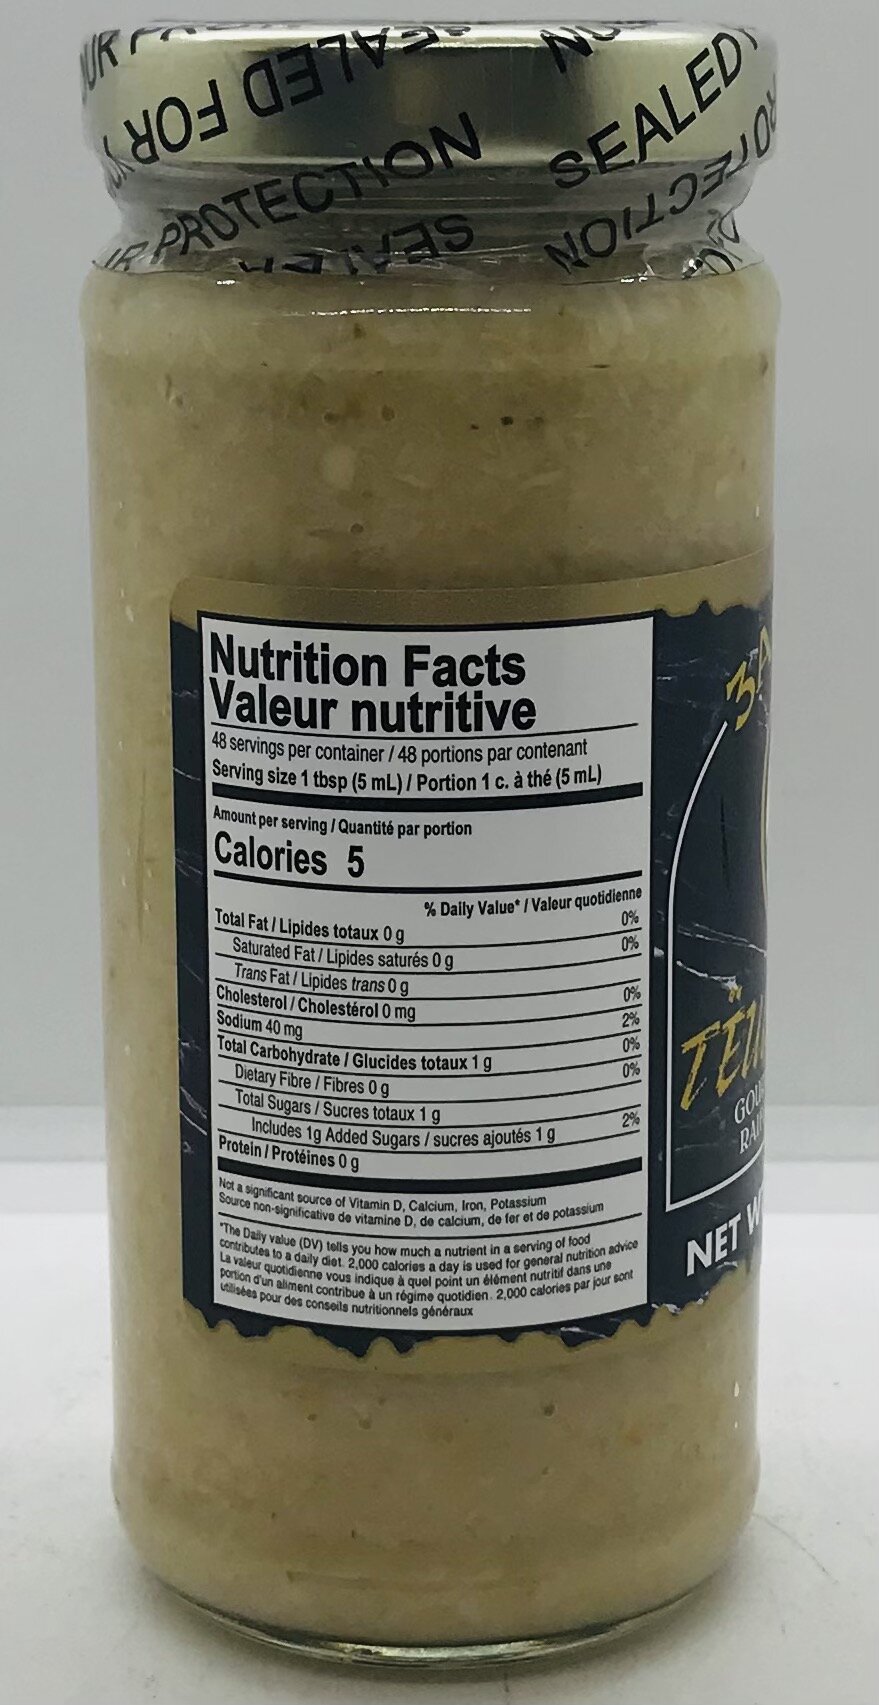 SEALED FOR
PROTECTION
SEALED
PROTECTION
Nutrition Facts
Valeur nutritive
48 servings per container / 48 portions par contenant
Serving size 1 tbsp (5 mL) / Portion 1 c. à thé (5 mL)
Amount per serving / Quantité par portion
Calories 5
% Daily Value* / Valeur quotidienne
Total Fat / Lipides totaux 0 g 0%
Saturated Fat / Lipides saturés 0 g 0%
Trans Fat / Lipides trans 0 g
Cholesterol / Cholestérol 0 mg 0%
Sodium 40 mg 2%
Total Carbohydrate / Glucides totaux 1 g 0%
Dietary Fibre / Fibres 0 g 0%
Total Sugars / Sucres totaux 1 g
Includes 1g Added Sugars / sucres ajoutés 1 g 2%
Protein / Protéines 0 g
Not a significant source of Vitamin D, Calcium, Iron, Potassium
Source non-significative de vitamine D, de calcium, de fer et de potassium
*The Daily value (DV) tells you how much a nutrient in a serving of food
contributes to a daily diet. 2,000 calories a day is used for general nutrition advice
La valeur quotidienne vous indique à quel point un élément nutritif dans une
portion d'un aliment contribue à un régime quotidien. 2,000 calories par jour sont
utilisées pour des conseils nutritionnels généraux
NET